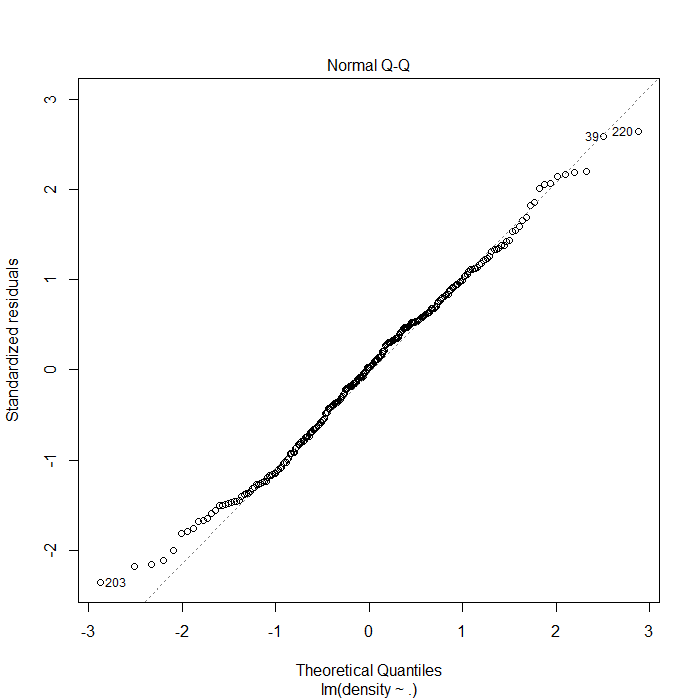 Normal Q-Q
Standardized residuals
3
2
1
0
-1
-2
39
220
203
-3 -2 -1 0 1 2 3
Theoretical Quantiles
lm(density ~ .)